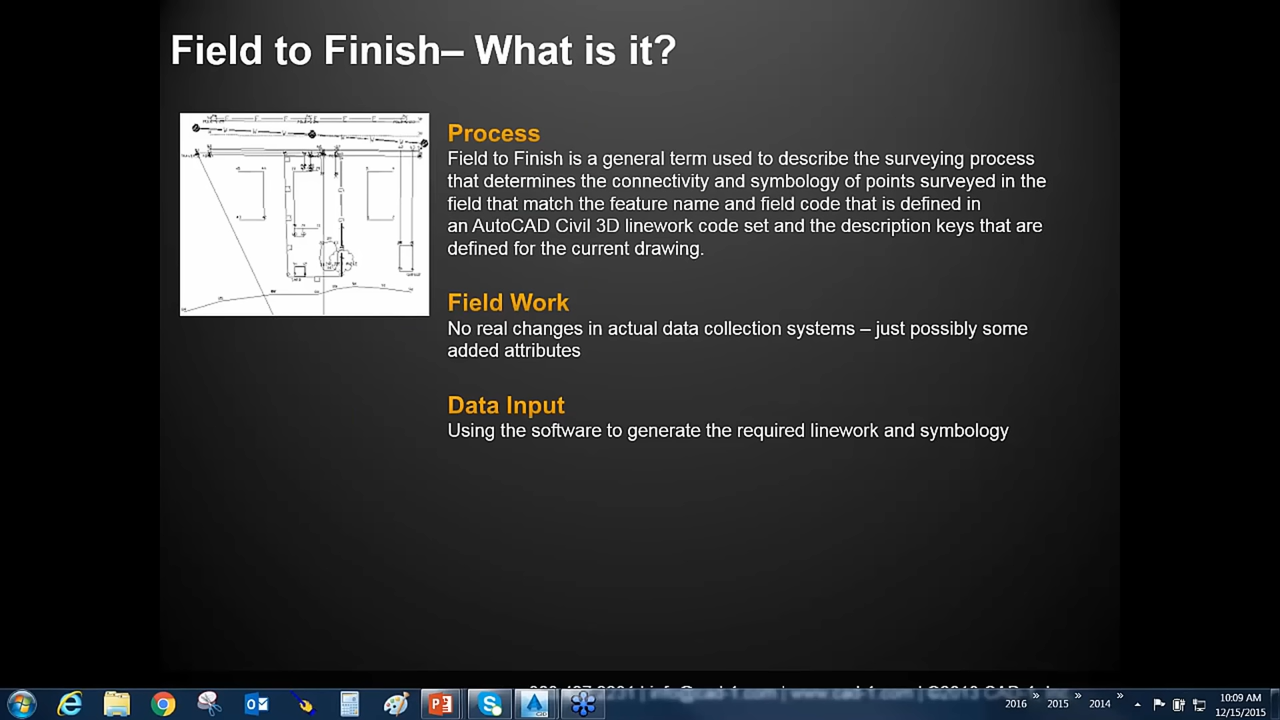 Field to Finish– What is it?
Process
Field to Finish is a general term used to describe the surveying process
that determines the connectivity and symbology of points surveyed in the
field that match the feature name and field code that is defined in
an AutoCAD Civil 3D linework code set and the description keys that are
defined for the current drawing.
Field Work
No real changes in actual data collection systems – just possibly some
added attributes
Data Input
Using the software to generate the required linework and symbology
2016 » 2015 » 2014 »
10:09 AM
12/15/2015